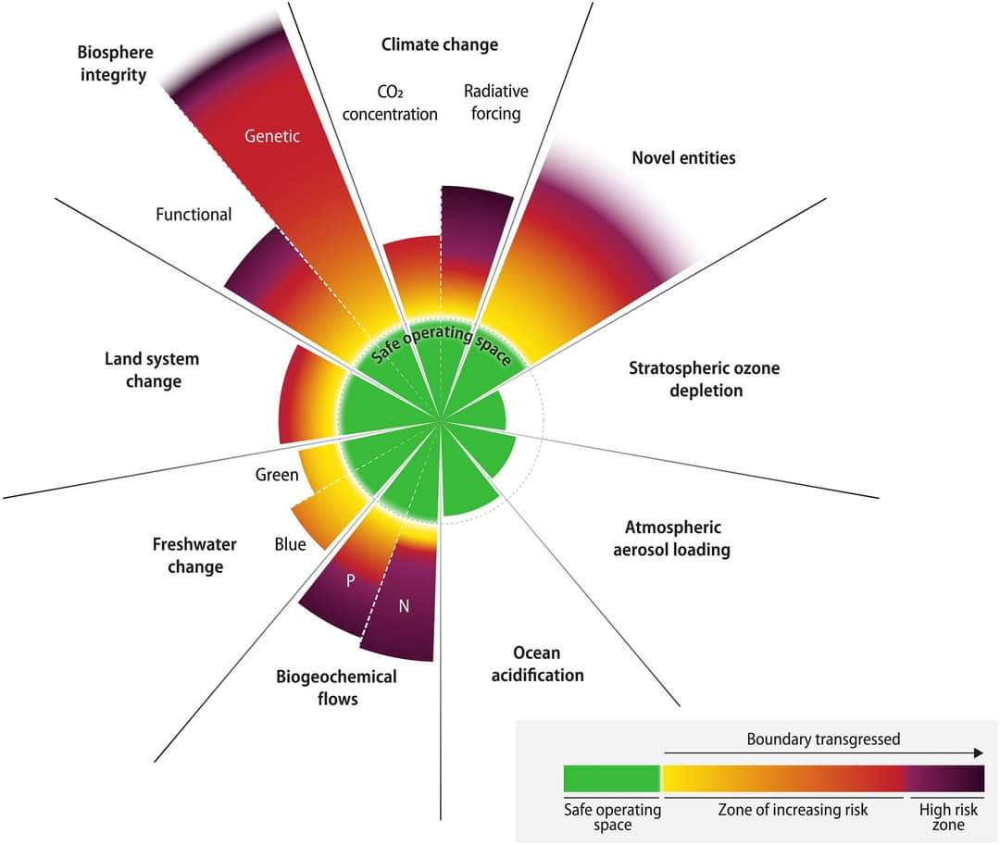 Biosphere
integrity
Climate change
CO₂
concentration
Radiative
forcing
Genetic
Novel entities
Functional
Safe operating space
Land system
change
Stratospheric ozone
depletion
Green
Freshwater
change
Blue
Atmospheric
aerosol loading
P
N
Biogeochemical
flows
Ocean
acidification
Boundary transgressed
Safe operating
space
Zone of increasing risk
High risk
zone